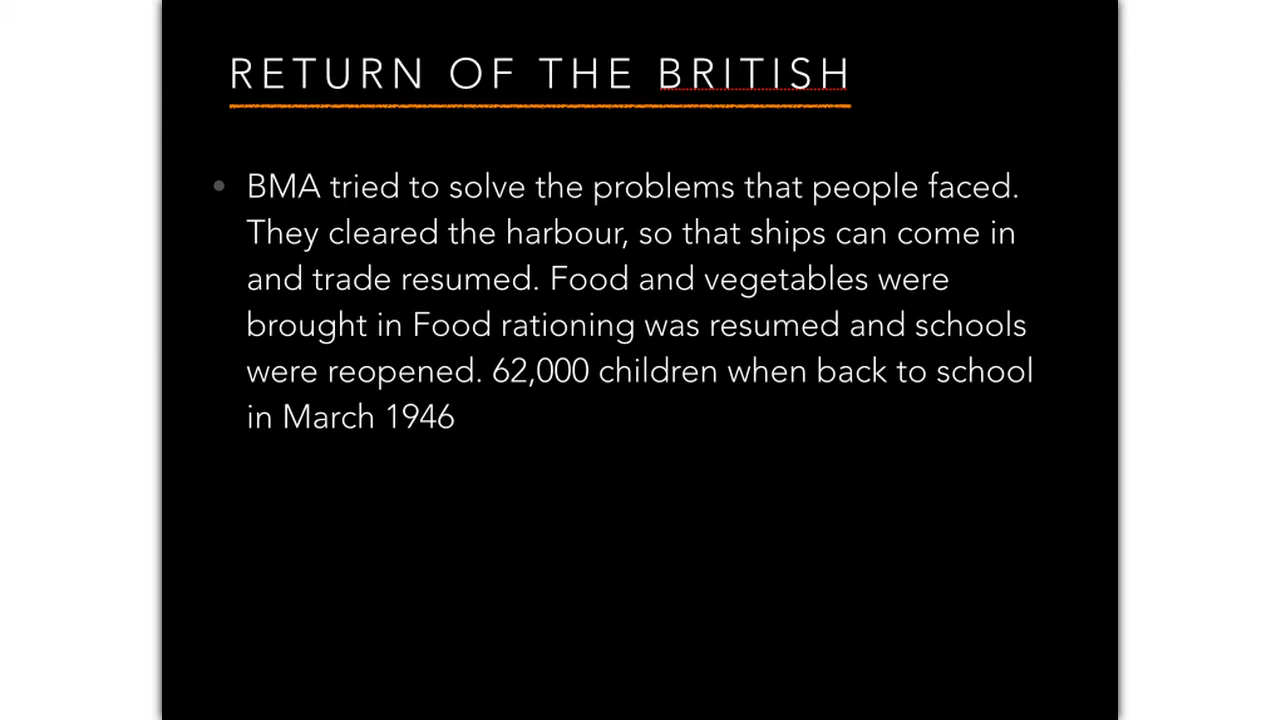 RETURN OF THE BRITISH
• BMA tried to solve the problems that people faced.
They cleared the harbour, so that ships can come in
and trade resumed. Food and vegetables were
brought in Food rationing was resumed and schools
were reopened. 62,000 children when back to school
in March 1946